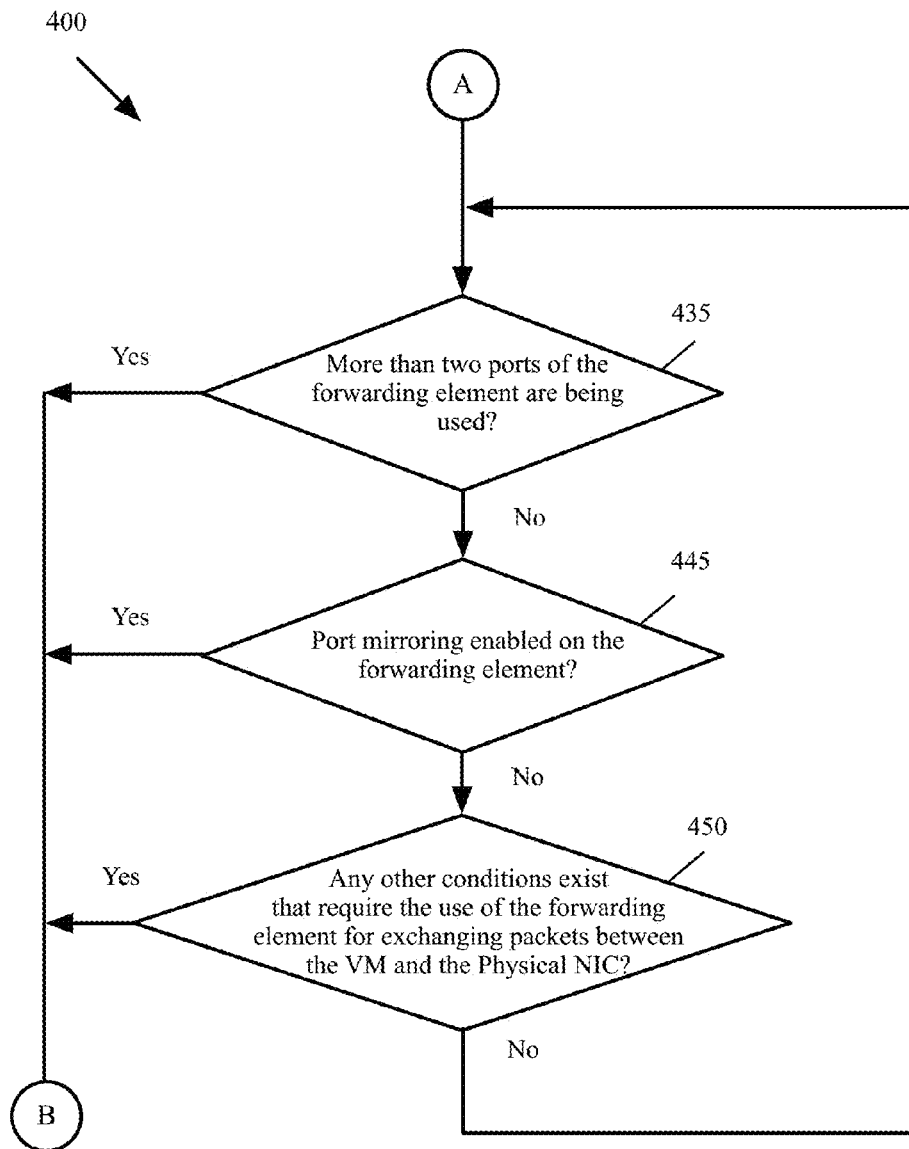 400
A
435
Yes
More than two ports of the
forwarding element are being
used?
No
445
Yes
Port mirroring enabled on the
forwarding element?
No
450
Yes
Any other conditions exist
that require the use of the forwarding
element for exchanging packets between
the VM and the Physical NIC?
No
B